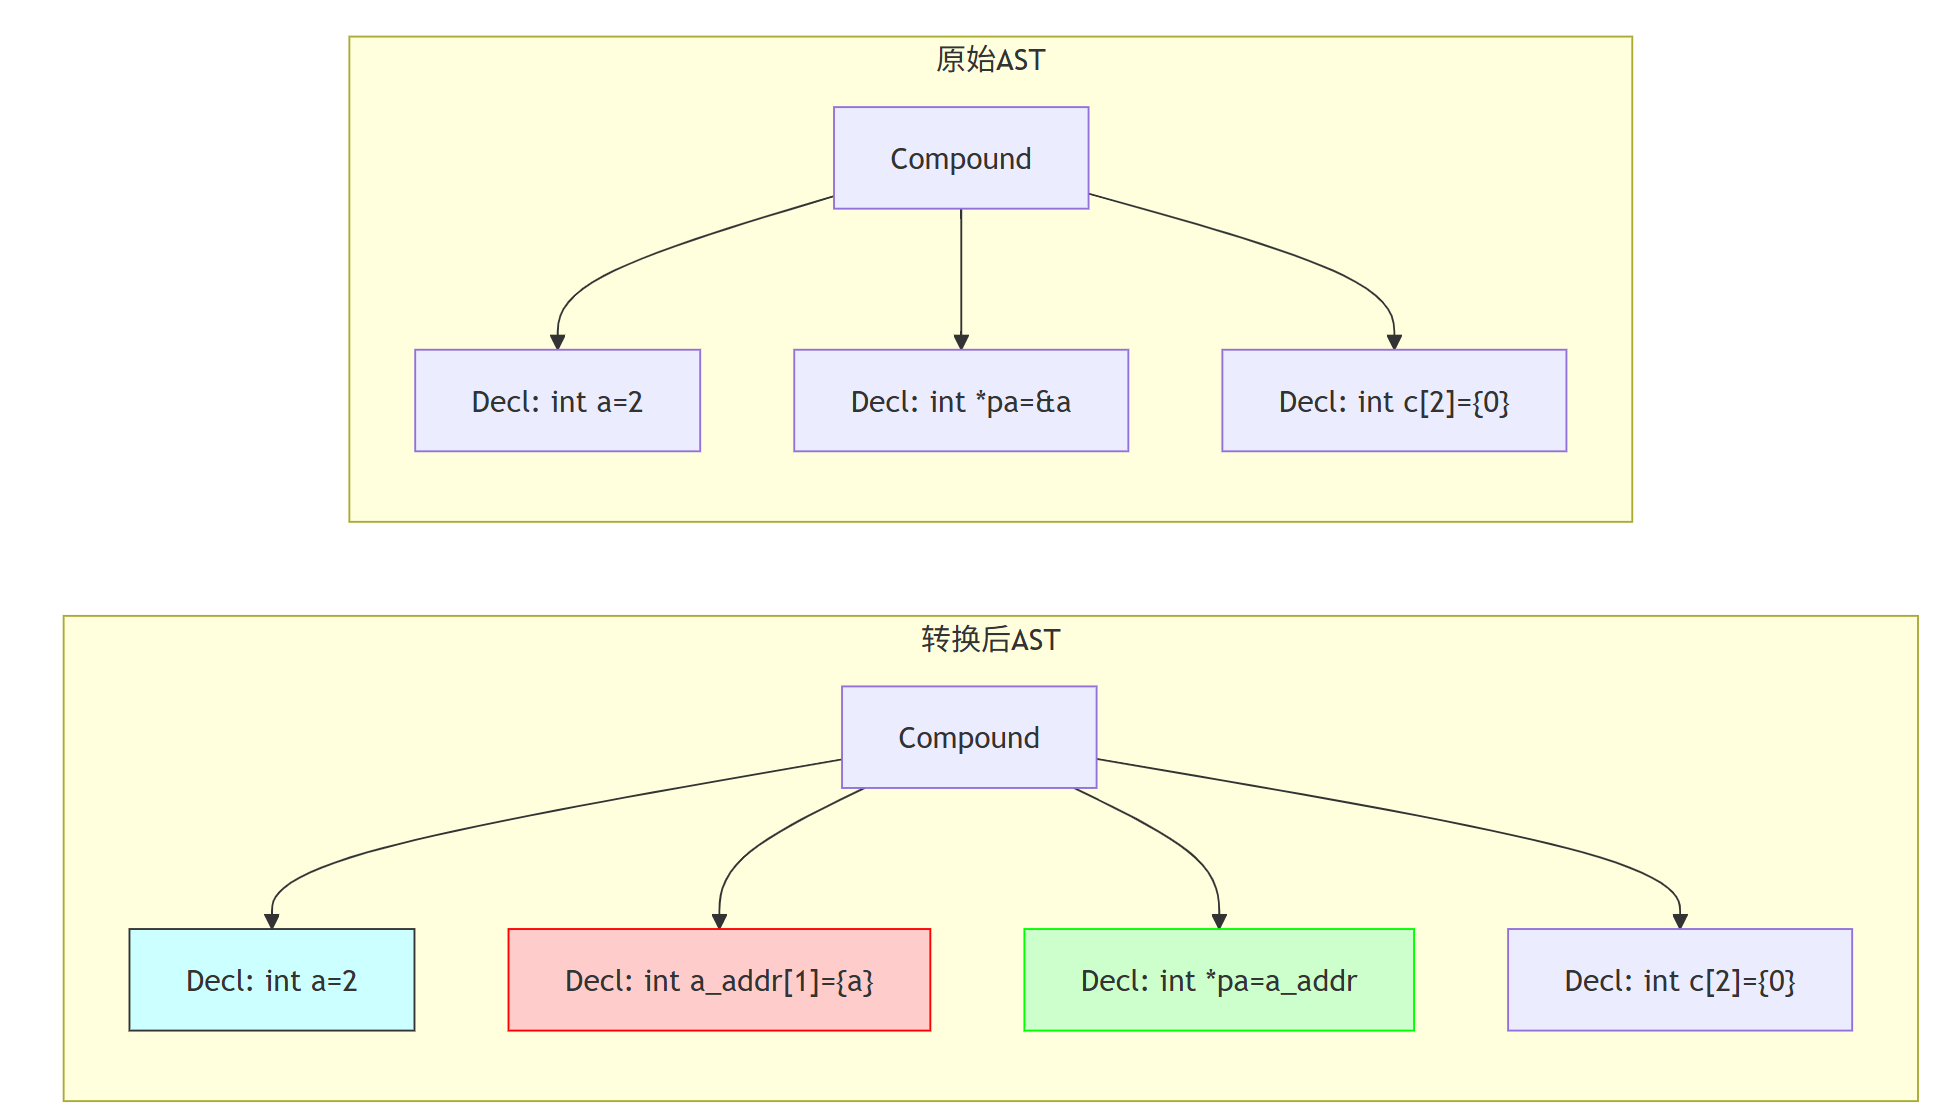 原始AST
Compound
Decl: int a=2
Decl: int *pa=&a
Decl: int c[2]={0}
转换后AST
Compound
Decl: int a=2
Decl: int a_addr[1]={a}
Decl: int *pa=a_addr
Decl: int c[2]={0}